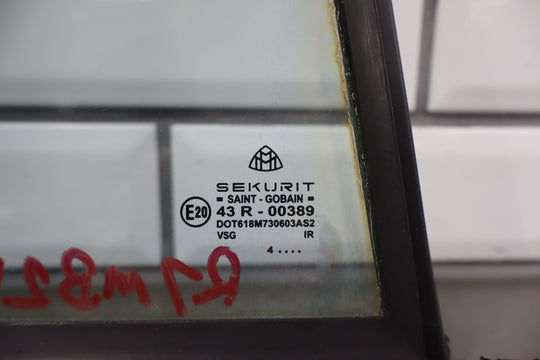 SEKURIT
= SAINT - GOBAIN =
E20
43 R - 00389
DOT618M730603AS2
VSG IR
4 ....